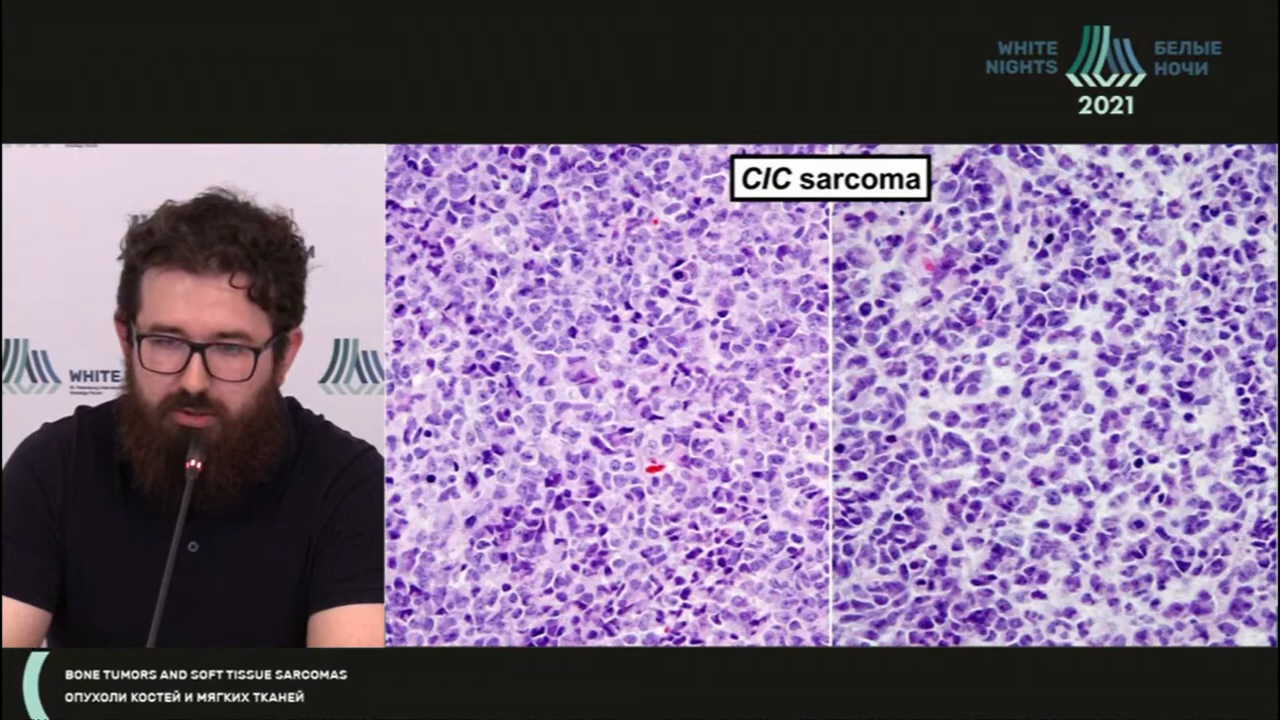 WHITE
NIGHTS
БЕЛЫЕ
НОЧИ
2021
CIC sarcoma
WHITE
BONE TUMORS AND SOFT TISSUE SARCOMAS
ОПУХОЛИ КОСТЕЙ И МЯГКИХ ТКАНЕЙ